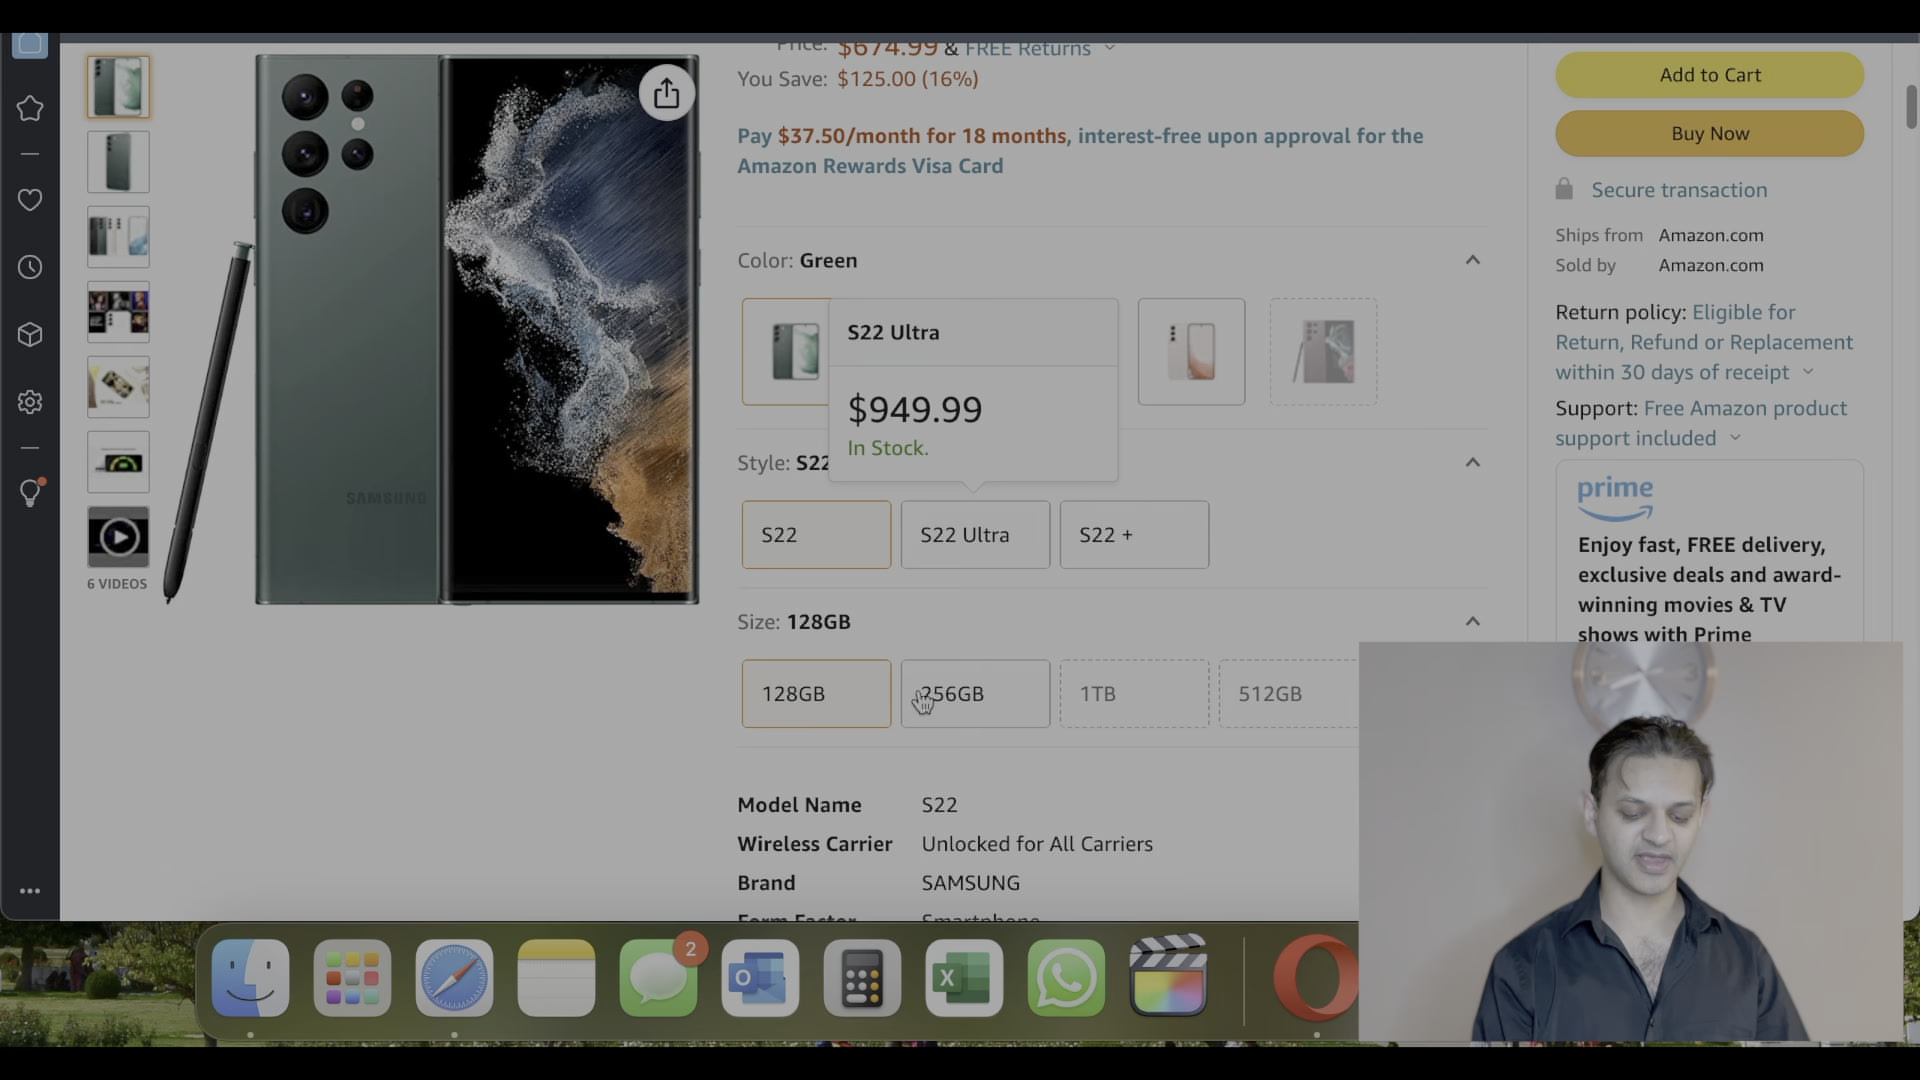 Price: $674.99 & FREE Returns
You Save: $125.00 (16%)
Pay $37.50/month for 18 months, interest-free upon approval for the
Amazon Rewards Visa Card
Color: Green
S22 Ultra
$949.99
In Stock.
Style: S22
S22
S22 Ultra
S22 +
Size: 128GB
128GB
256GB
1TB
512GB
Model Name S22
Wireless Carrier Unlocked for All Carriers
Brand SAMSUNG
Form Factor Smartphone
SAMSUNG
6 VIDEOS
Add to Cart
Buy Now
Secure transaction
Ships from Amazon.com
Sold by Amazon.com
Return policy: Eligible for
Return, Refund or Replacement
within 30 days of receipt
Support: Free Amazon product
support included
prime
Enjoy fast, FREE delivery,
exclusive deals and award-
winning movies & TV
shows with Prime
2